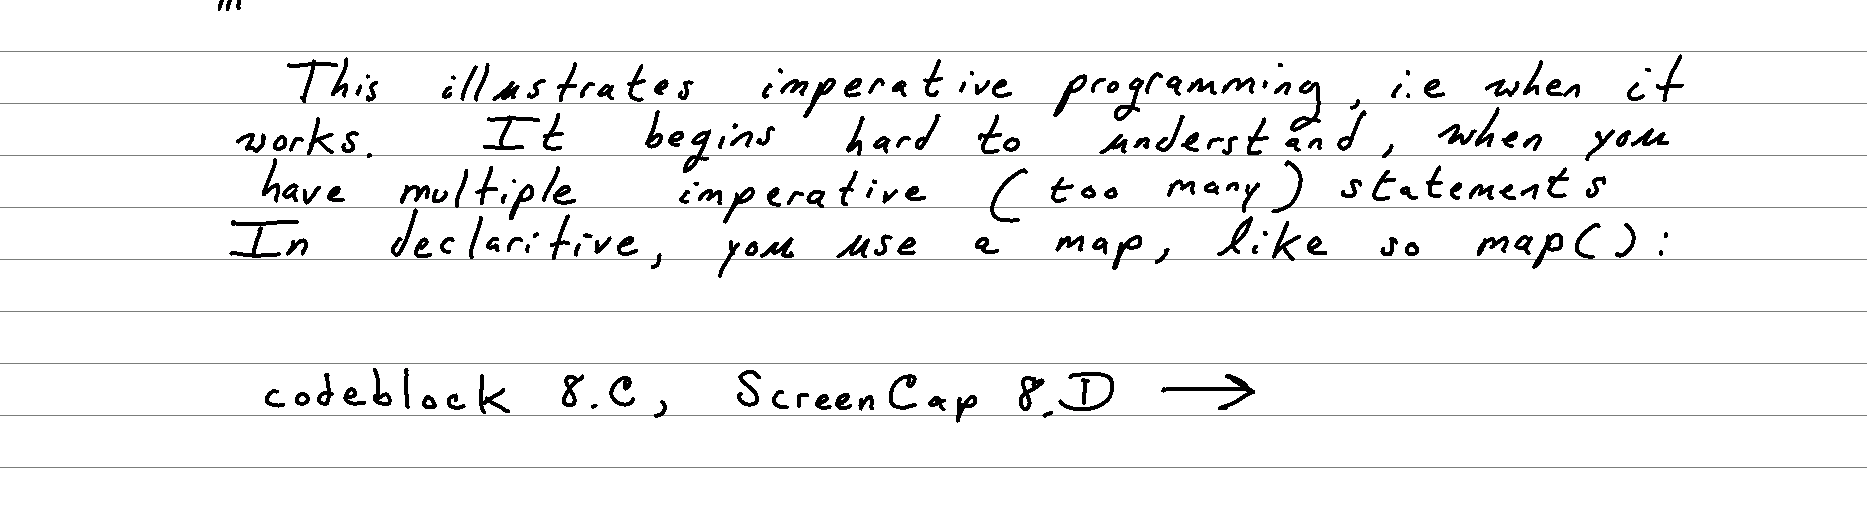 This illustrates imperative programming, i.e when it
works. It begins hard to understand, when you
have multiple imperative (too many) statements
In declaritive, you use a map, like so map():
codeblock 8.C, ScreenCap 8.D →